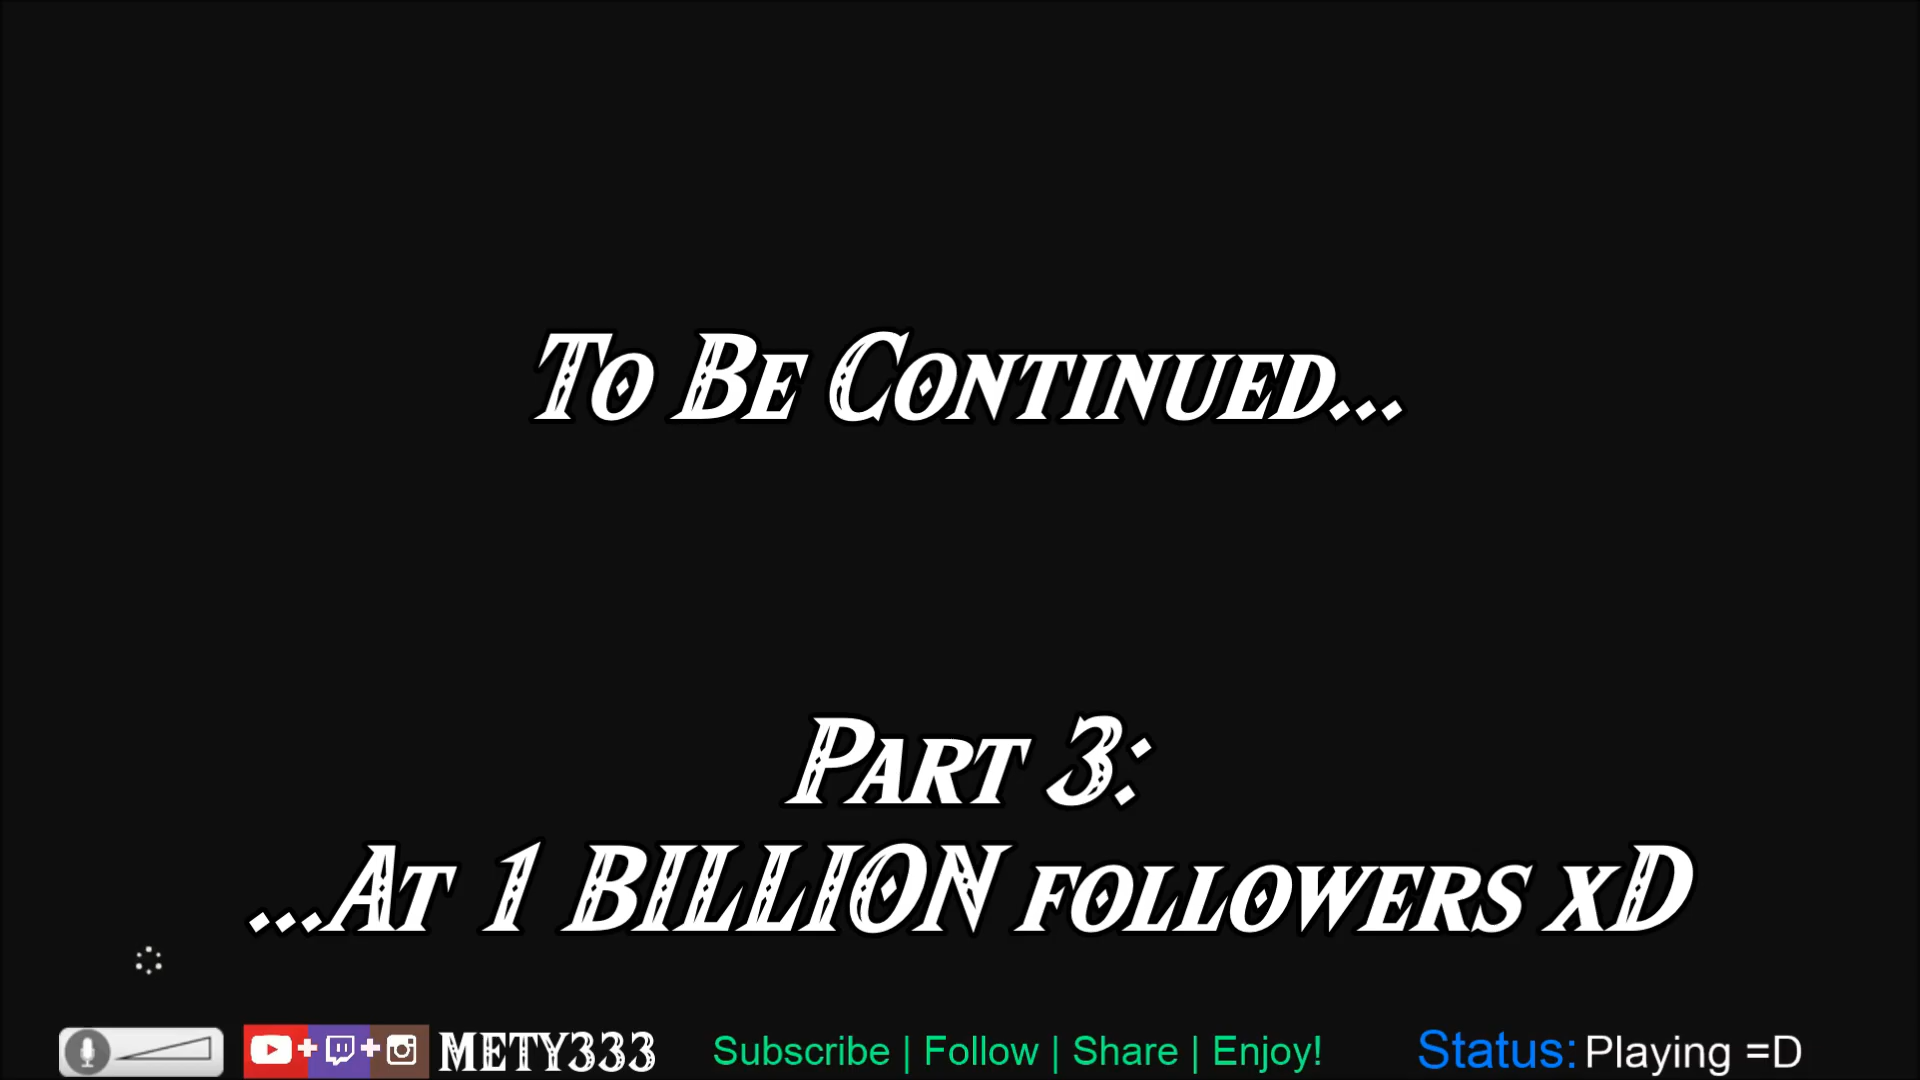 To Be Continued...
Part 3:
...At 1 BILLION followers xD
METY333 Subscribe | Follow | Share | Enjoy! Status: Playing =D